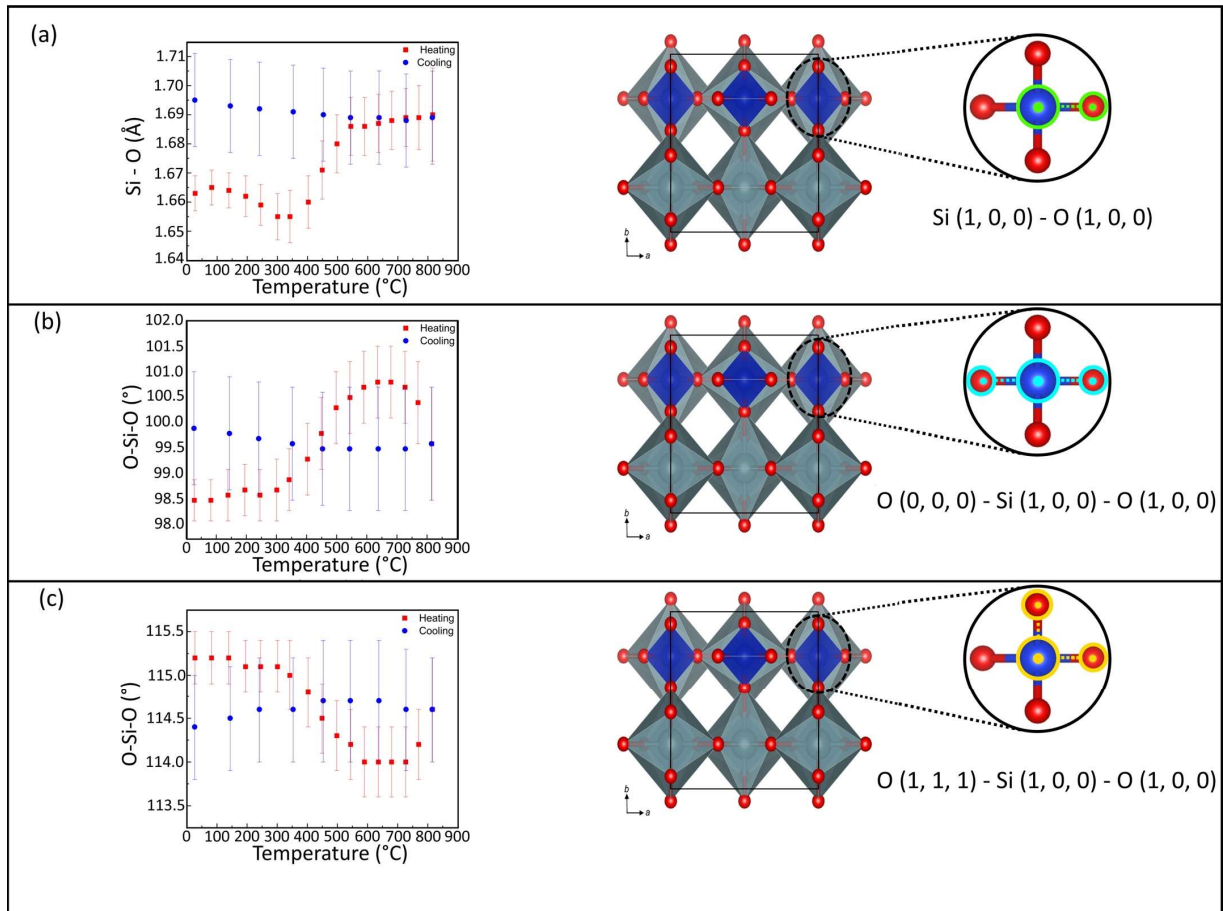 (a)
Heating
Cooling
1.71
1.70
1.69
1.68
1.67
1.66
1.65
1.64
Si - O (Å)
0 100 200 300 400 500 600 700 800 900
Temperature (°C)
b
a
Si (1, 0, 0) - O (1, 0, 0)
(b)
Heating
Cooling
102.0
101.5
101.0
100.5
100.0
99.5
99.0
98.5
98.0
O-Si-O (°)
0 100 200 300 400 500 600 700 800 900
Temperature (°C)
b
a
O (0, 0, 0) - Si (1, 0, 0) - O (1, 0, 0)
(c)
Heating
Cooling
115.5
115.0
114.5
114.0
113.5
O-Si-O (°)
0 100 200 300 400 500 600 700 800 900
Temperature (°C)
b
a
O (1, 1, 1) - Si (1, 0, 0) - O (1, 0, 0)